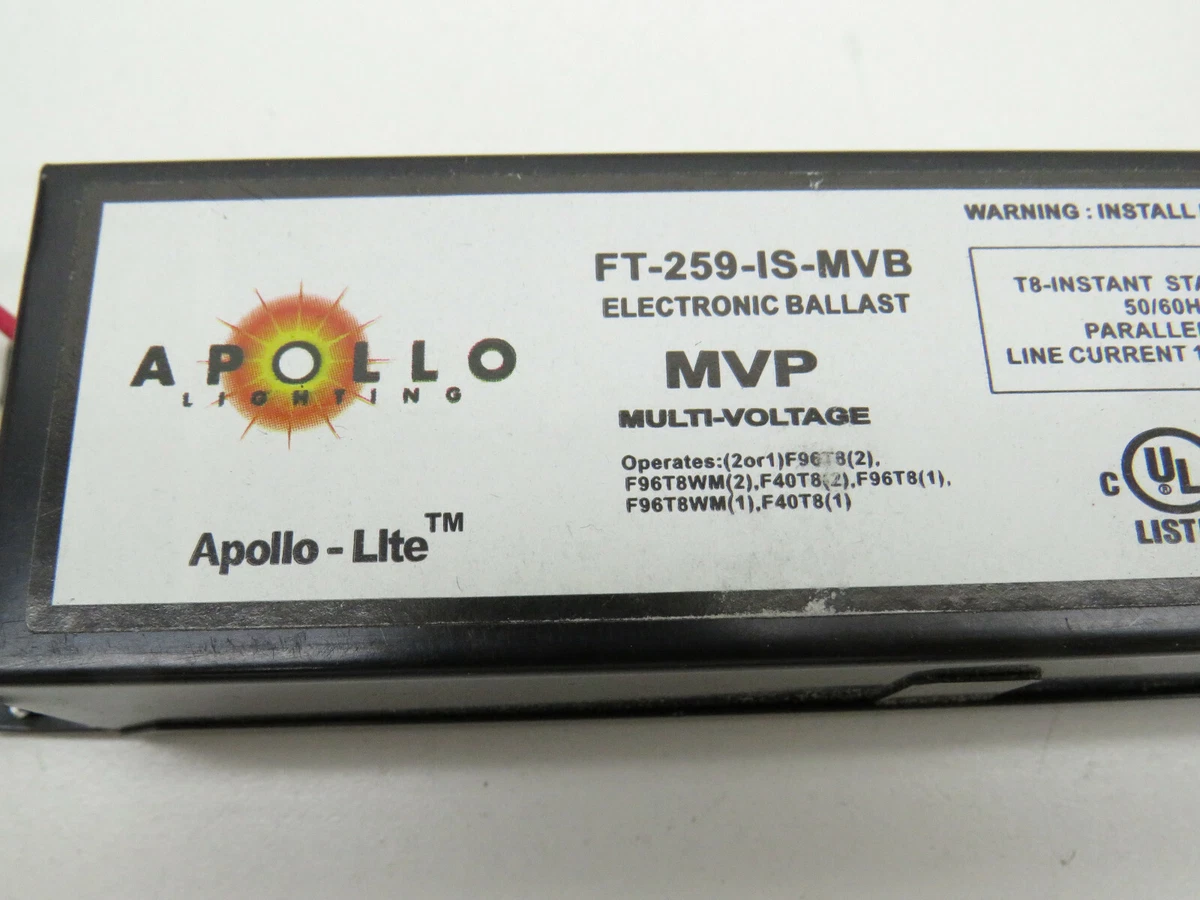 APOLLO
LIGHTING
Apollo-LIte™
FT-259-IS-MVB
ELECTRONIC BALLAST
MVP
MULTI-VOLTAGE
Operates:(2or1)F96T8(2),
F96T8WM(2),F40T8(2),F96T8(1),
F96T8WM(1),F40T8(1)
WARNING : INSTALL
T8-INSTANT STA
50/60H
PARALLE
LINE CURRENT 1
C UL ®
LIST